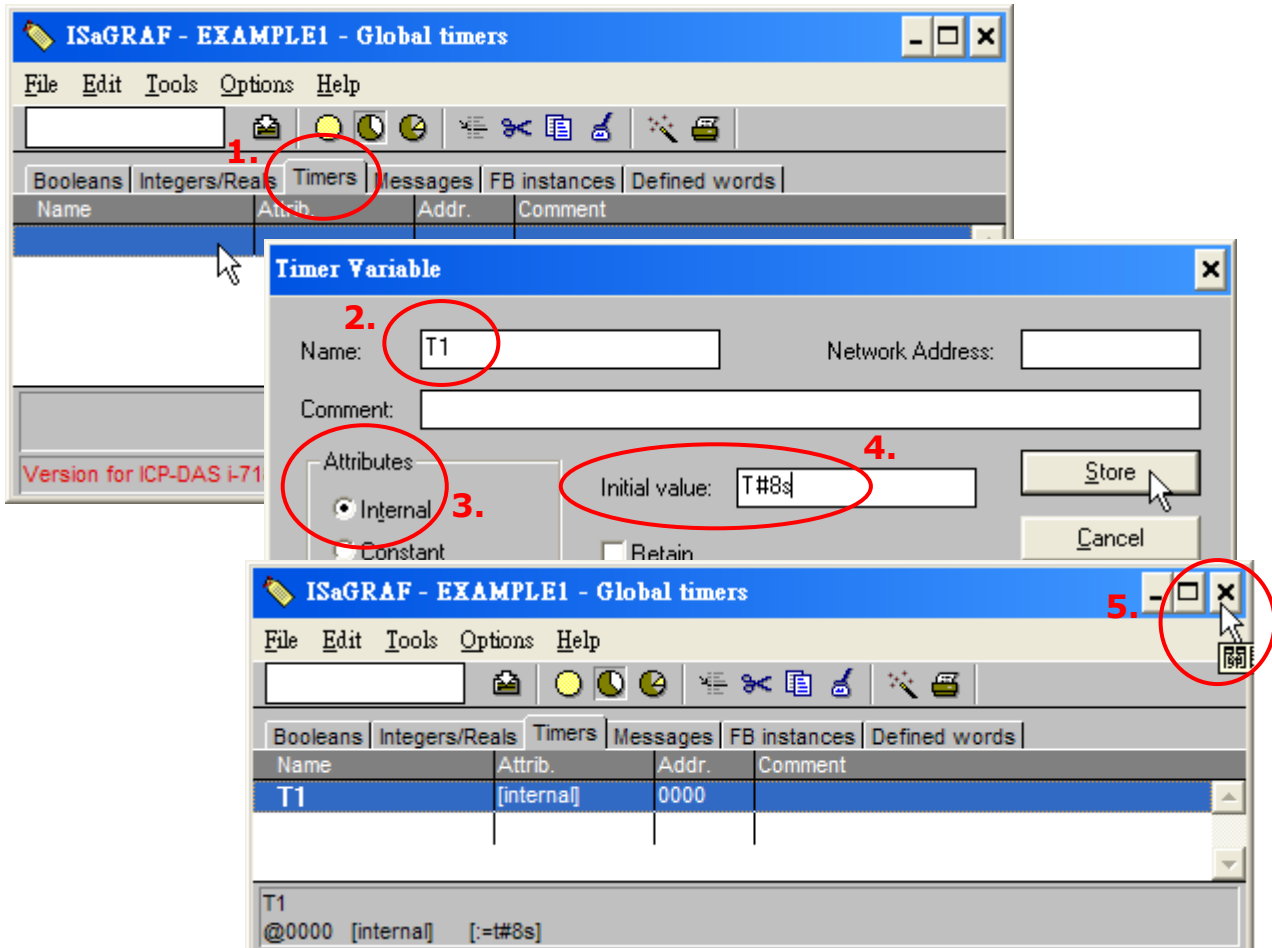 ISaGRAF - EXAMPLE1 - Global timers
File Edit Tools Options Help
1.
Booleans Integers/Reals Timers Messages FB instances Defined words
Name Attrib. Addr. Comment
Timer Variable
2.
Name: T1 Network Address:
Comment:
4.
Attributes
Initial value: T#8s Store
Internal 3.
Constant Retain Cancel
Version for ICP-DAS i-71
ISaGRAF - EXAMPLE1 - Global timers
5.
File Edit Tools Options Help
關
Booleans Integers/Reals Timers Messages FB instances Defined words
Name Attrib. Addr. Comment
T1 [internal] 0000
T1
@0000 [internal] [:=t#8s]